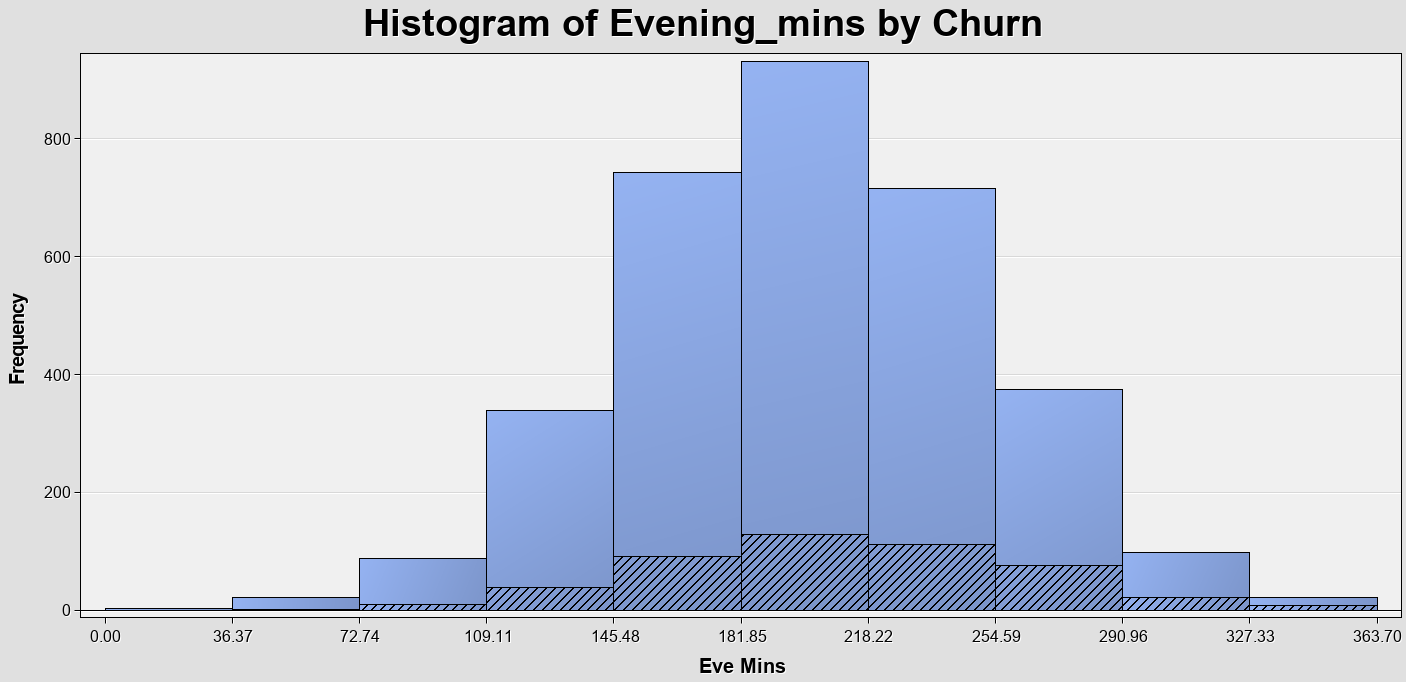 Histogram of Evening_mins by Churn
Frequency
800
600
400
200
0
0.00 36.37 72.74 109.11 145.48 181.85 218.22 254.59 290.96 327.33 363.70
Eve Mins